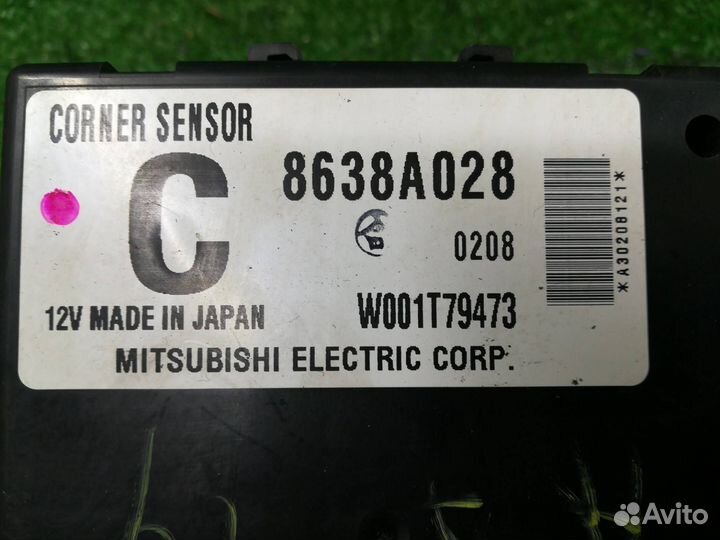 CORNER SENSOR
C
8638A028
0208
12V MADE IN JAPAN
W001T79473
MITSUBISHI ELECTRIC CORP.
*A30208121*
Avito